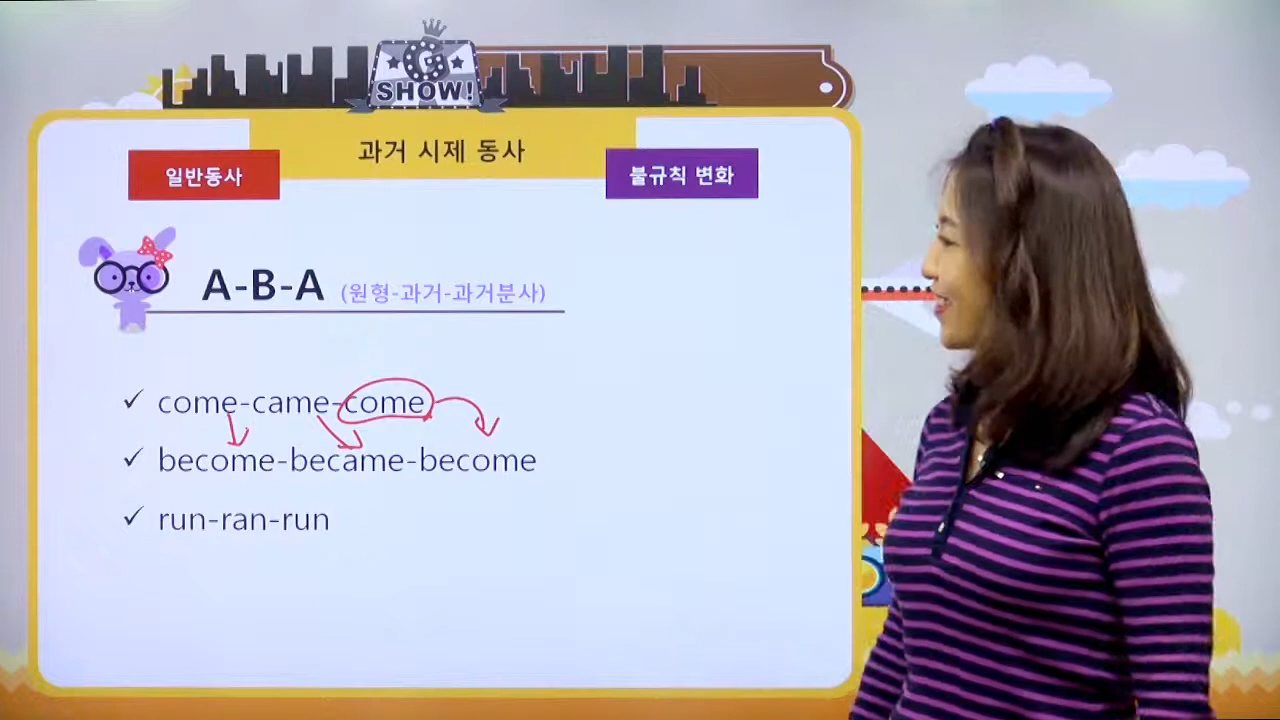 G
SHOW!
과거 시제 동사
일반동사
불규칙 변화
A-B-A (원형-과거-과거분사)
✓ come-came-come
✓ become-became-become
✓ run-ran-run